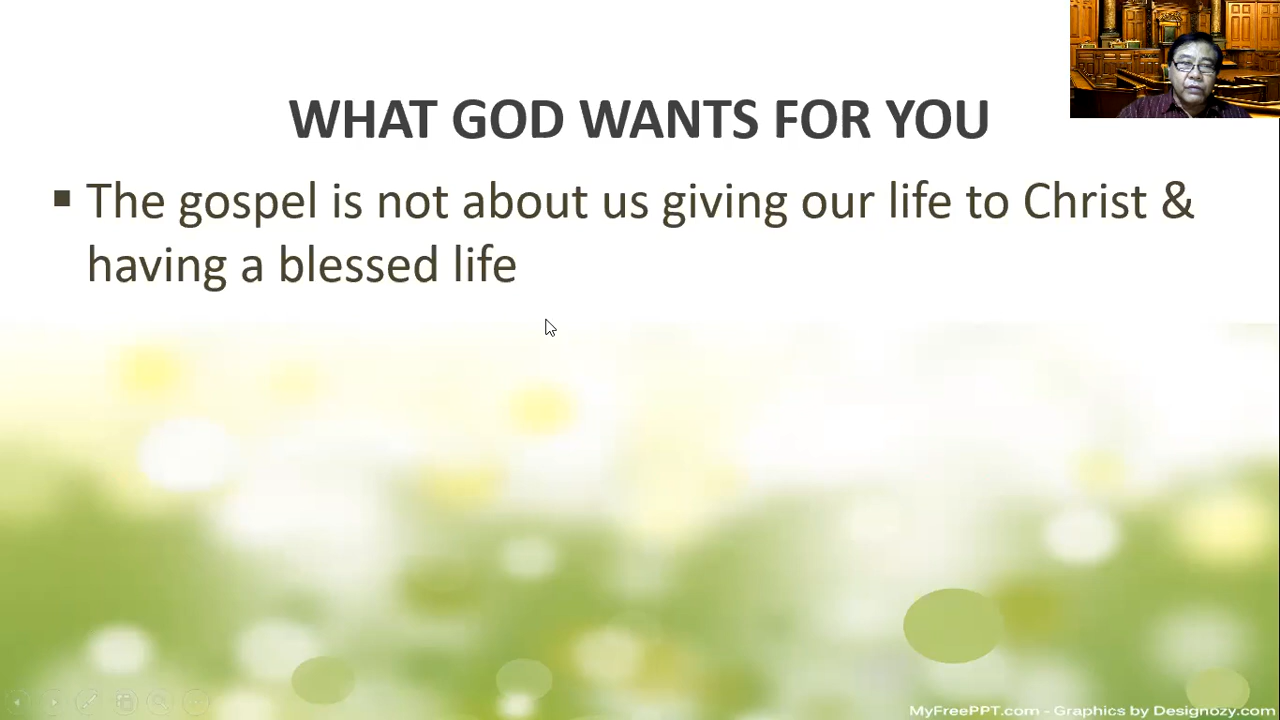 WHAT GOD WANTS FOR YOU
▪ The gospel is not about us giving our life to Christ &
having a blessed life
MyFreePPT.com - Graphics by Designozy.com